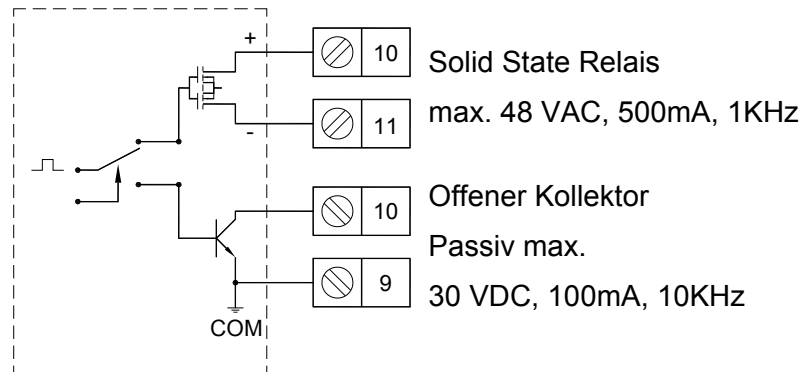 +
10
Solid State Relais
-
11
max. 48 VAC, 500mA, 1KHz
10
Offener Kollektor
Passiv max.
9
30 VDC, 100mA, 10KHz
COM